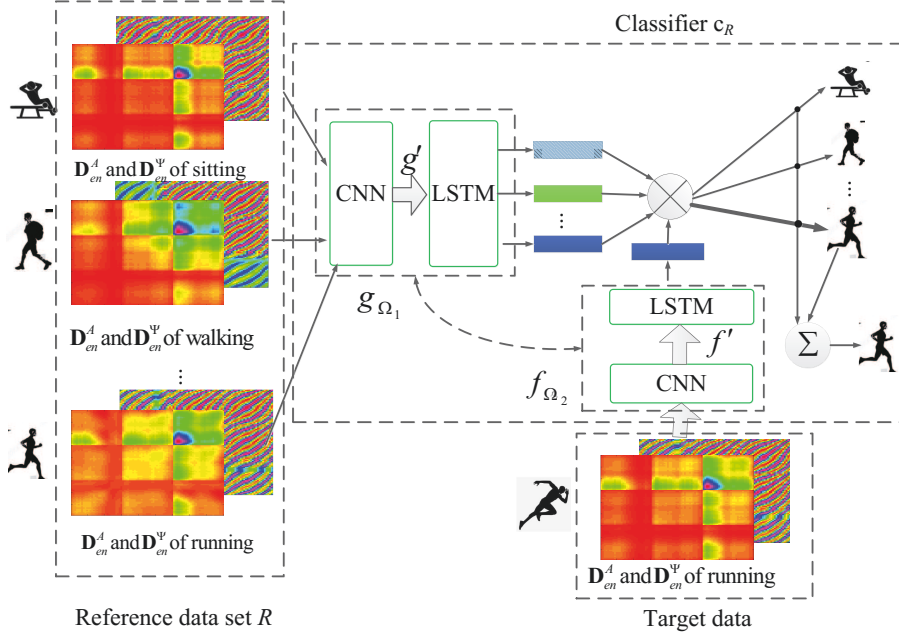 Classifier c_R
D_en^A and D_en^Ψ of sitting
D_en^A and D_en^Ψ of walking
⋮
D_en^A and D_en^Ψ of running
Reference data set R
CNN
g′
LSTM
g_Ω₁
⋮
⋮
LSTM
f′
CNN
f_Ω₂
Σ
D_en^A and D_en^Ψ of running
Target data